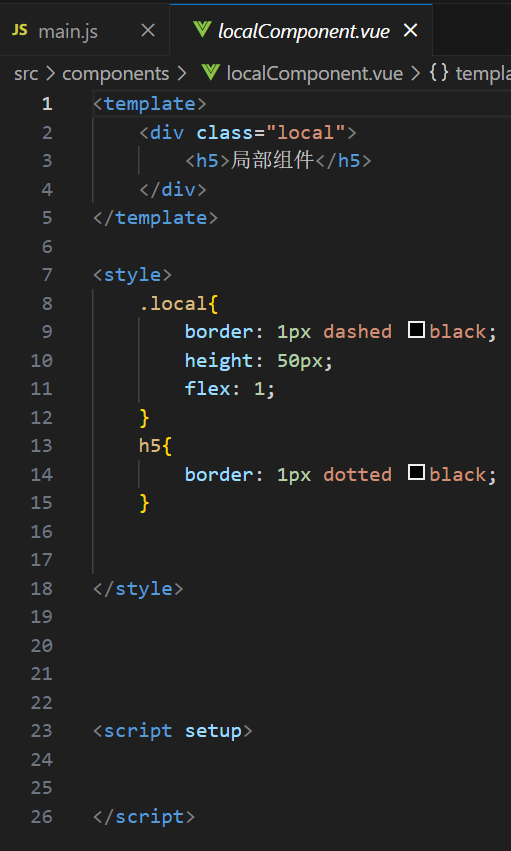 JS main.js × localComponent.vue ×
src > components > localComponent.vue > {} templa
1 <template>
2 <div class="local">
3 <h5>局部组件</h5>
4 </div>
5 </template>
6
7 <style>
8 .local{
9 border: 1px dashed black;
10 height: 50px;
11 flex: 1;
12 }
13 h5{
14 border: 1px dotted black;
15 }
16
17
18 </style>
19
20
21
22
23 <script setup>
24
25
26 </script>